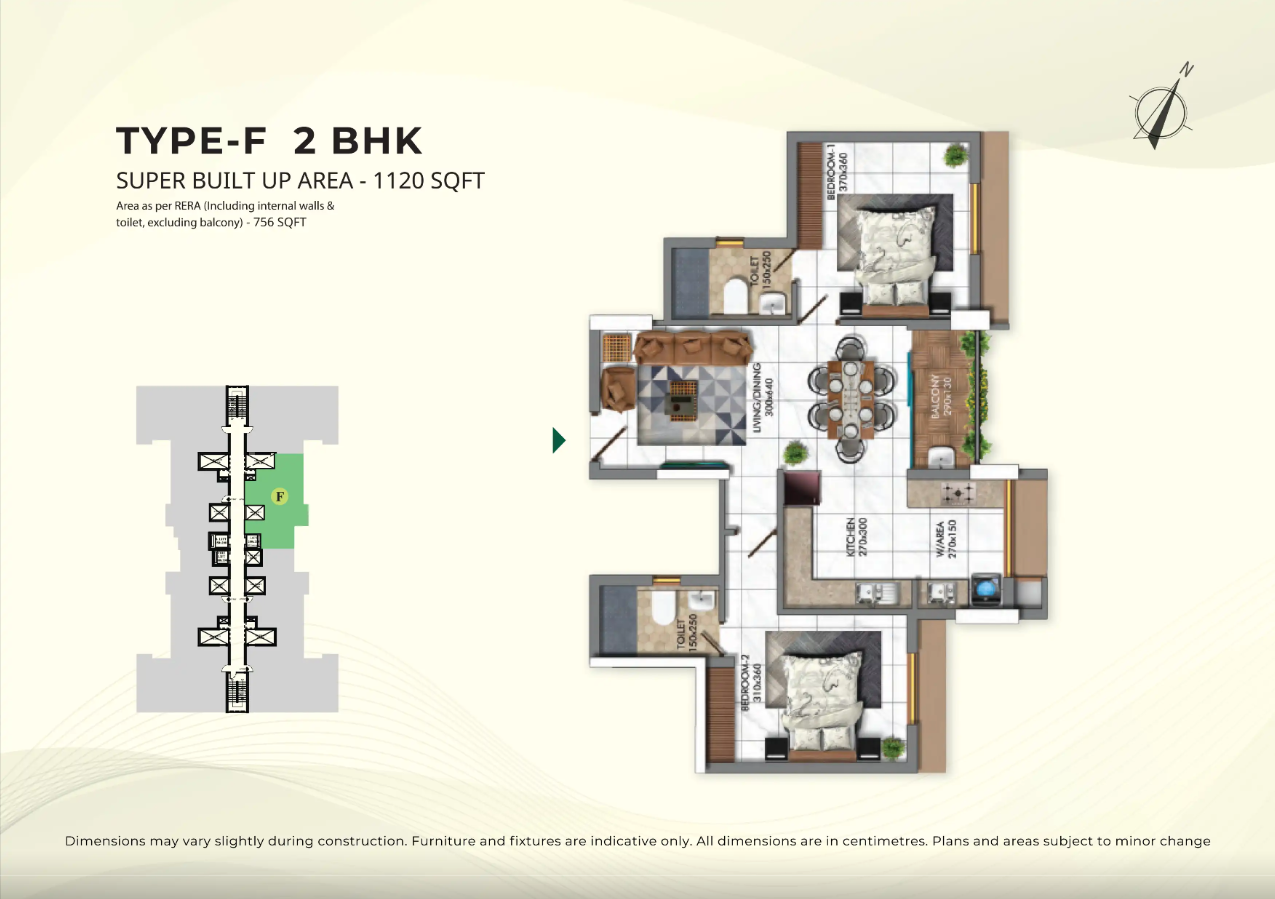 N
TYPE-F 2 BHK
SUPER BUILT UP AREA - 1120 SQFT
Area as per RERA (Including internal walls &
toilet, excluding balcony) - 756 SQFT
BEDROOM-1
370x360
TOILET
150x250
LIVING/DINING
300x640
BALCONY
290x130
F
KITCHEN
270x300
W/AREA
270x150
TOILET
150x250
BEDROOM-2
310x360
Dimensions may vary slightly during construction. Furniture and fixtures are indicative only. All dimensions are in centimetres. Plans and areas subject to minor change